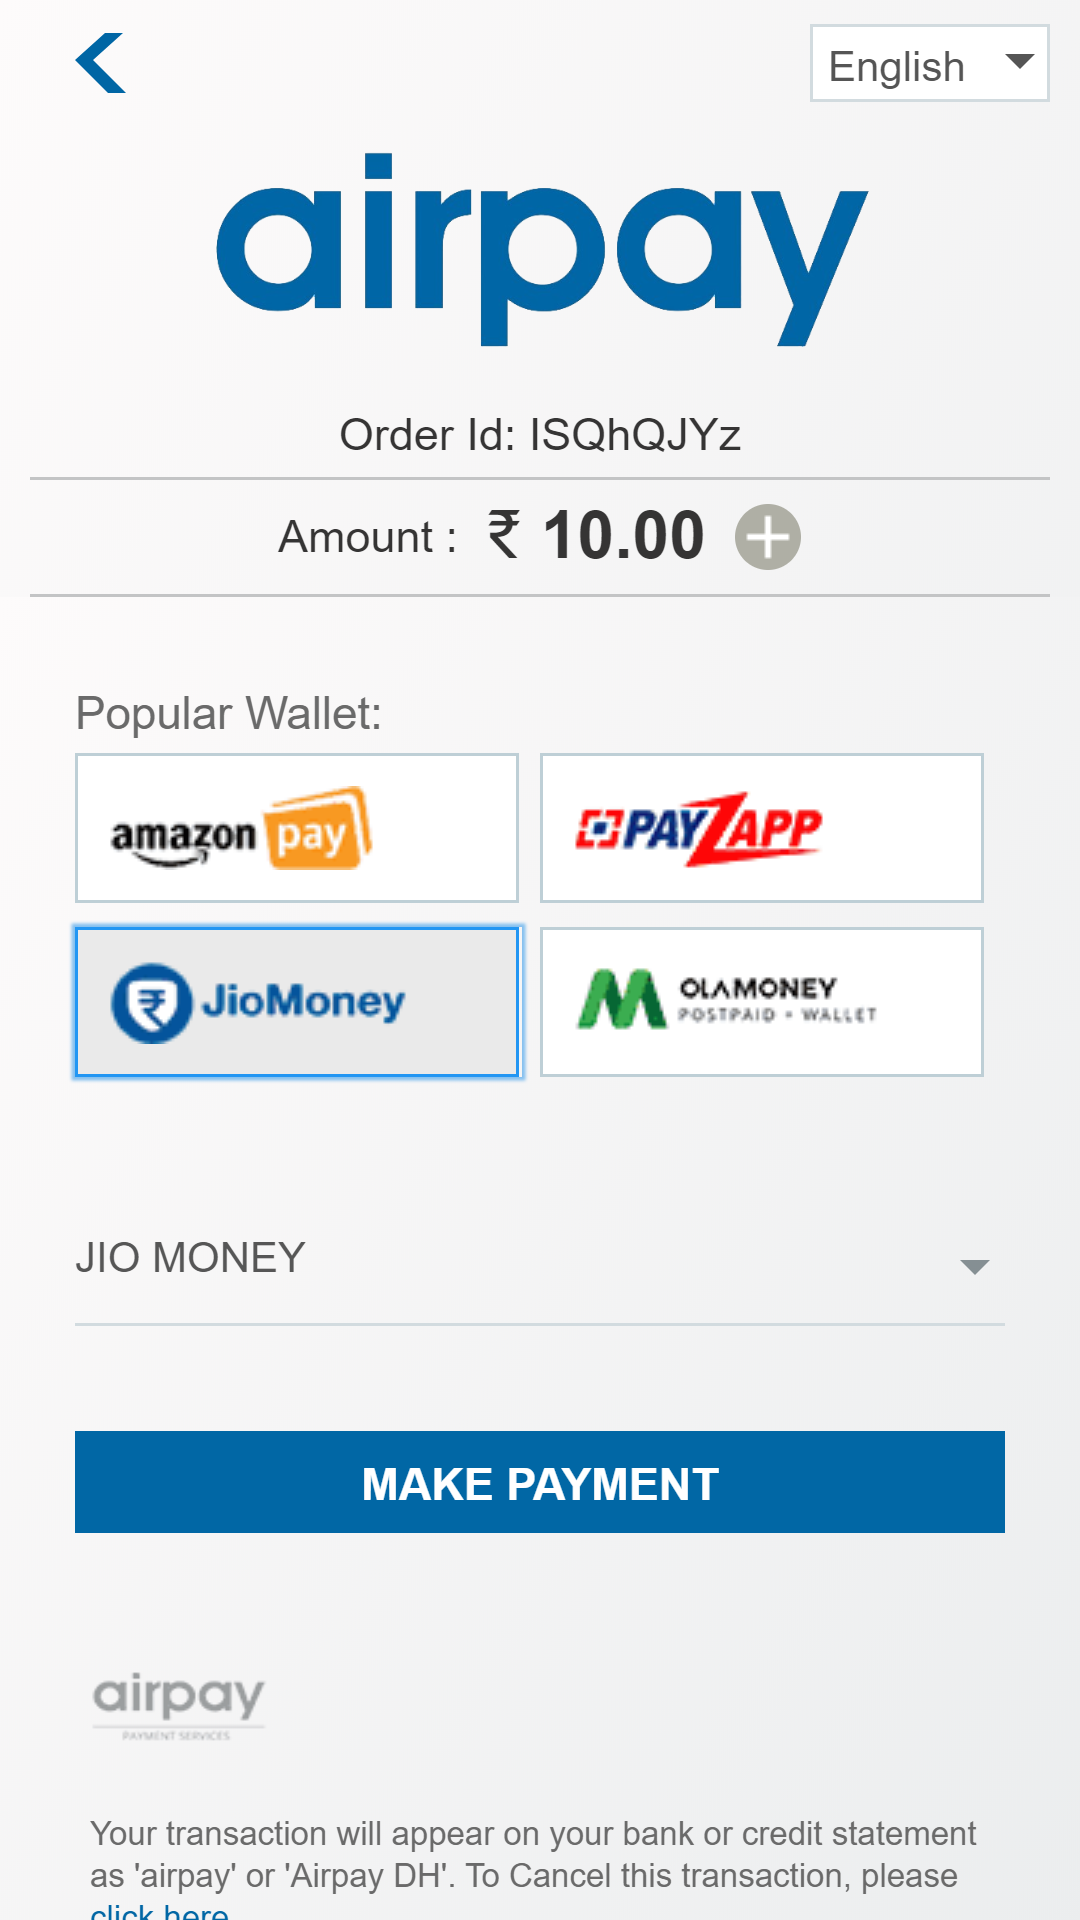 English
airpay
Order Id: ISQhQJYz
Amount : ₹ 10.00
Popular Wallet:
amazon pay
PAYZAPP
JioMoney
OLAMONEY
POSTPAID • WALLET
JIO MONEY
MAKE PAYMENT
airpay
PAYMENT SERVICES
Your transaction will appear on your bank or credit statement
as 'airpay' or 'Airpay DH'. To Cancel this transaction, please
click here